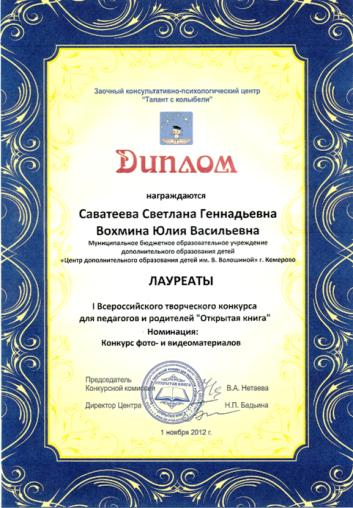 Заочный консультативно-психологический центр
"Талант с колыбели"
Диплом
награждаются
Саватеева Светлана Геннадьевна
Вохмина Юлия Васильевна
Муниципальное бюджетное образовательное учреждение
дополнительного образования детей
«Центр дополнительного образования детей им. В. Волошиной» г. Кемерово
ЛАУРЕАТЫ
I Всероссийского творческого конкурса
для педагогов и родителей "Открытая книга"
Номинация:
Конкурс фото- и видеоматериалов
Председатель
Конкурсной комиссии В.А. Нетаева
Директор Центра Н.П. Бадьина
1 ноября 2012 г.